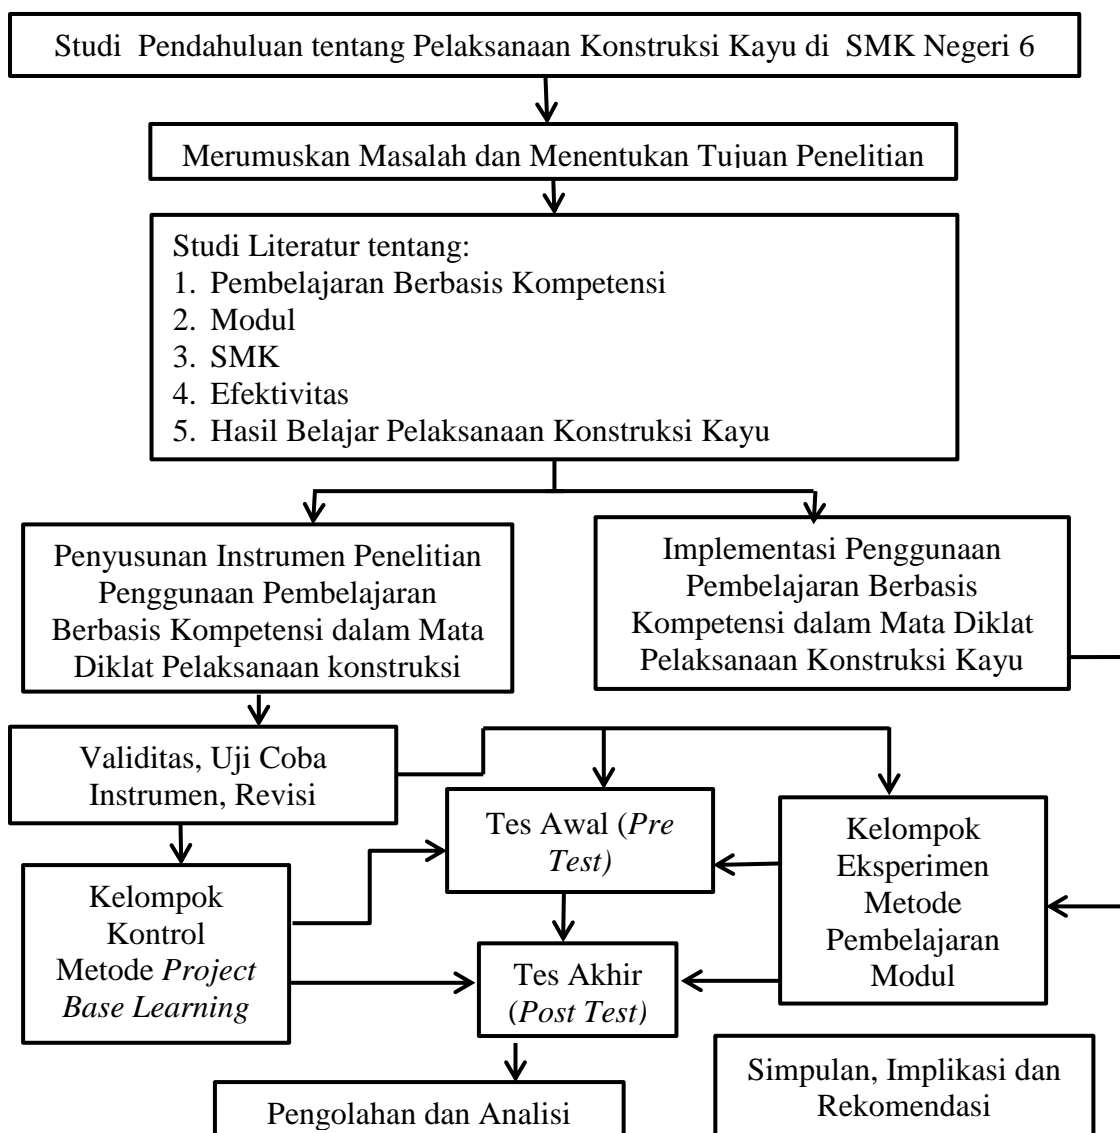 Studi Pendahuluan tentang Pelaksanaan Konstruksi Kayu di SMK Negeri 6
Merumuskan Masalah dan Menentukan Tujuan Penelitian
Studi Literatur tentang:
1. Pembelajaran Berbasis Kompetensi
2. Modul
3. SMK
4. Efektivitas
5. Hasil Belajar Pelaksanaan Konstruksi Kayu
Penyusunan Instrumen Penelitian
Penggunaan Pembelajaran
Berbasis Kompetensi dalam Mata
Diklat Pelaksanaan konstruksi
Implementasi Penggunaan
Pembelajaran Berbasis
Kompetensi dalam Mata Diklat
Pelaksanaan Konstruksi Kayu
Validitas, Uji Coba
Instrumen, Revisi
Tes Awal (Pre
Test)
Kelompok
Eksperimen
Metode
Pembelajaran
Modul
Kelompok
Kontrol
Metode Project
Base Learning
Tes Akhir
(Post Test)
Simpulan, Implikasi dan
Rekomendasi
Pengolahan dan Analisi